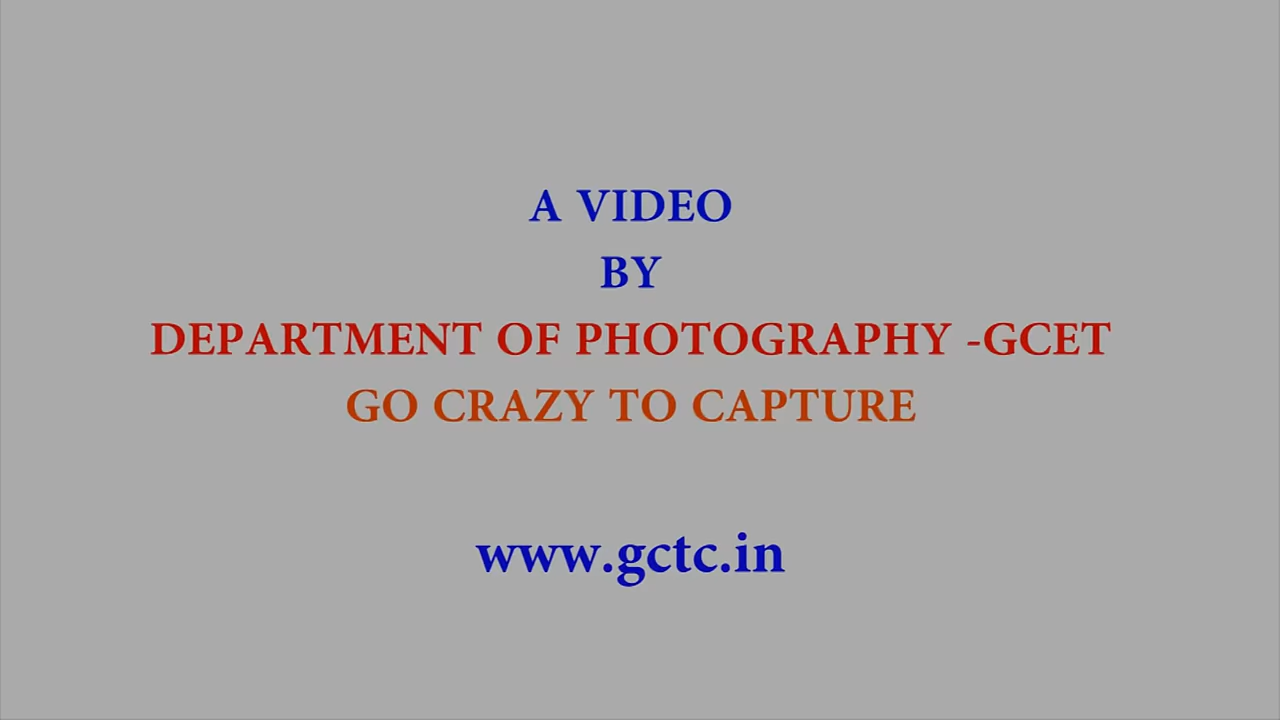 A VIDEO
BY
DEPARTMENT OF PHOTOGRAPHY -GCET
GO CRAZY TO CAPTURE
www.gctc.in